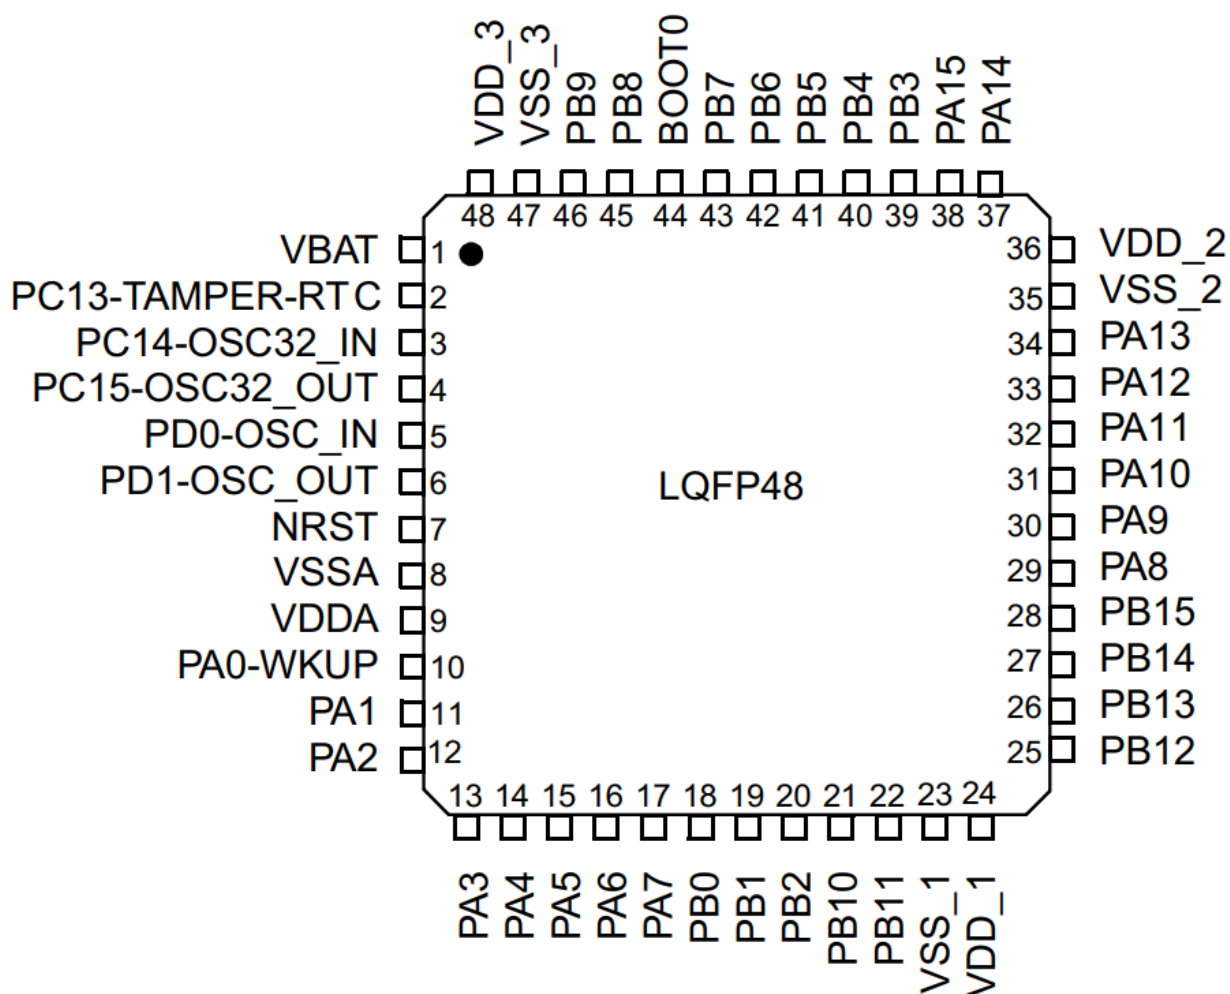 VDD_3
VSS_3
PB9
PB8
BOOT0
PB7
PB6
PB5
PB4
PB3
PA15
PA14
48 47 46 45 44 43 42 41 40 39 38 37
VBAT 1 36 VDD_2
PC13-TAMPER-RTC 2 35 VSS_2
PC14-OSC32_IN 3 34 PA13
PC15-OSC32_OUT 4 33 PA12
PD0-OSC_IN 5 32 PA11
PD1-OSC_OUT 6 LQFP48 31 PA10
NRST 7 30 PA9
VSSA 8 29 PA8
VDDA 9 28 PB15
PA0-WKUP 10 27 PB14
PA1 11 26 PB13
PA2 12 25 PB12
13 14 15 16 17 18 19 20 21 22 23 24
PA3
PA4
PA5
PA6
PA7
PB0
PB1
PB2
PB10
PB11
VSS_1
VDD_1